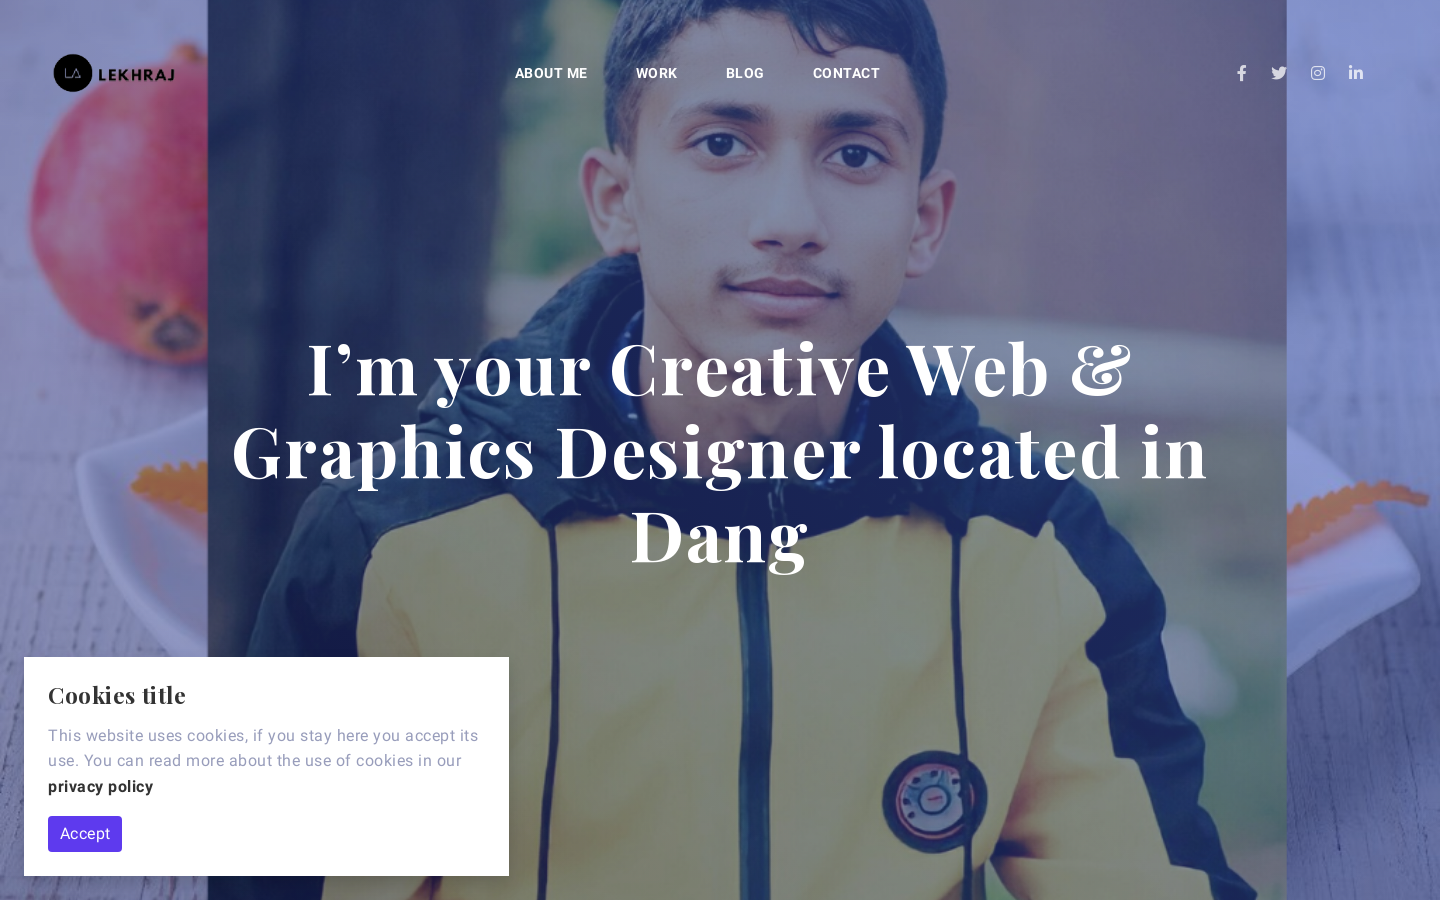 LA LEKHRAJ
ABOUT ME WORK BLOG CONTACT
I’m your Creative Web &
Graphics Designer located in
Dang
Cookies title
This website uses cookies, if you stay here you accept its
use. You can read more about the use of cookies in our
privacy policy
Accept